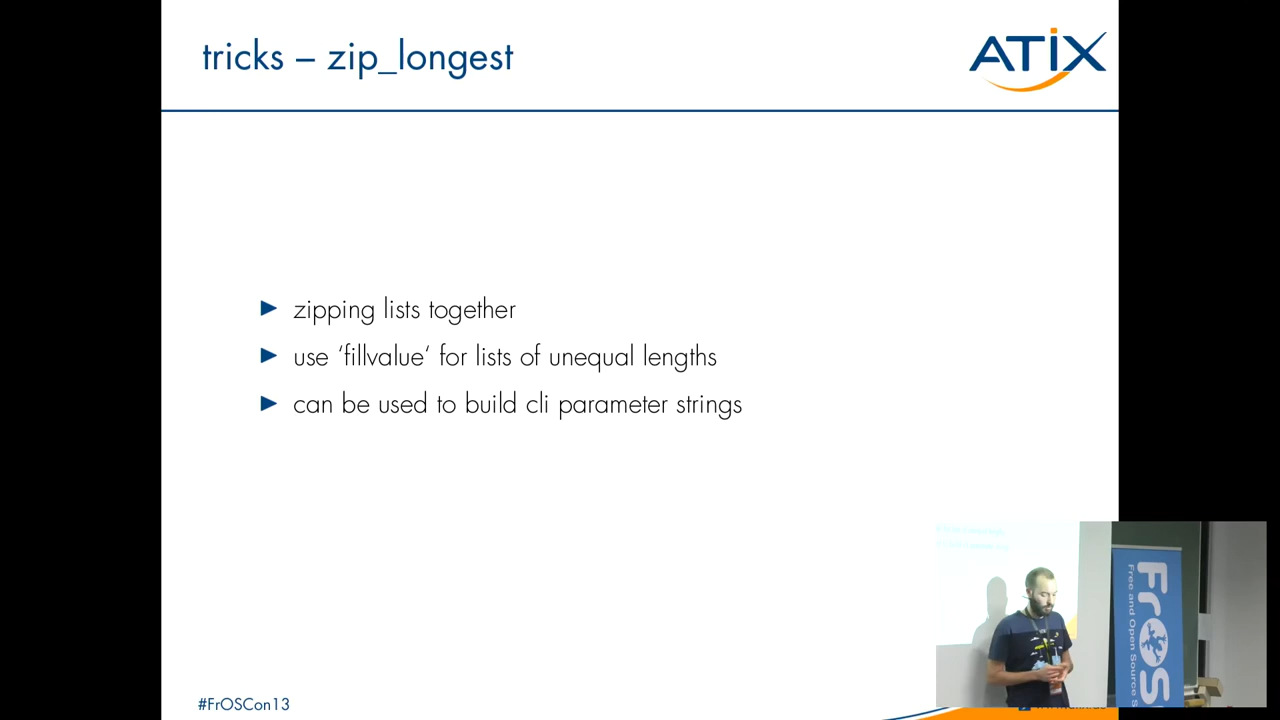 tricks – zip_longest
ATIX
► zipping lists together
► use ‘fillvalue‘ for lists of unequal lengths
► can be used to build cli parameter strings
#FrOSCon13
FrOS
Free and Open Source S